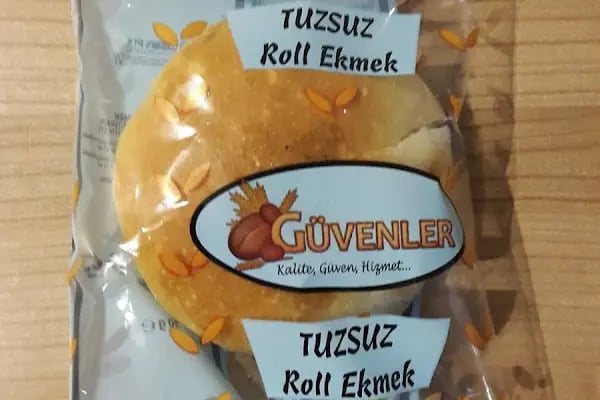 TUZSUZ
Roll Ekmek
GÜVENLER
Kalite, Güven, Hizmet...
TUZSUZ
Roll Ekmek